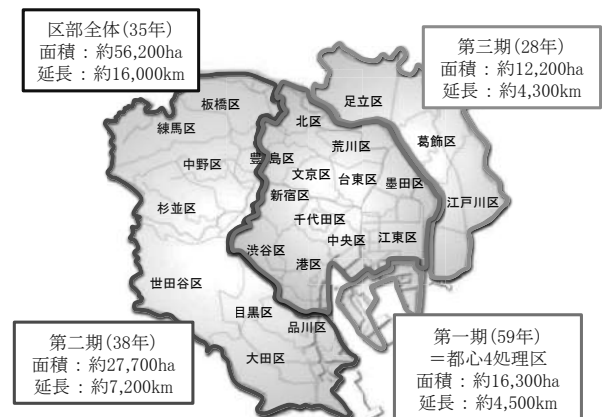 区部全体(35年)
面積：約56,200ha
延長：約16,000km
第三期(28年)
面積：約12,200ha
延長：約4,300km
足立区
板橋区
北区
練馬区
荒川区
葛飾区
豊島区
中野区
文京区
台東区
墨田区
新宿区
杉並区
江戸川区
千代田区
中央区
江東区
渋谷区
港区
世田谷区
目黒区
品川区
大田区
第二期(38年)
面積：約27,700ha
延長：約7,200km
第一期(59年)
＝都心4処理区
面積：約16,300ha
延長：約4,500km